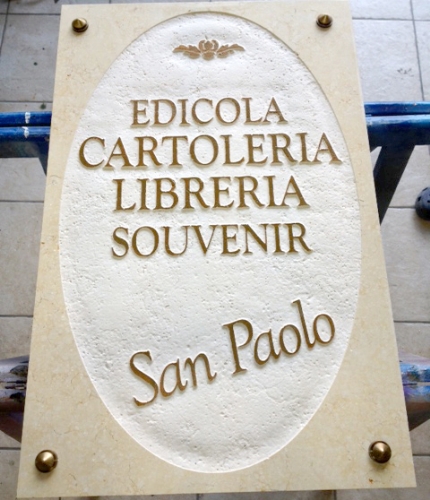 EDICOLA
CARTOLERIA
LIBRERIA
SOUVENIR
San Paolo